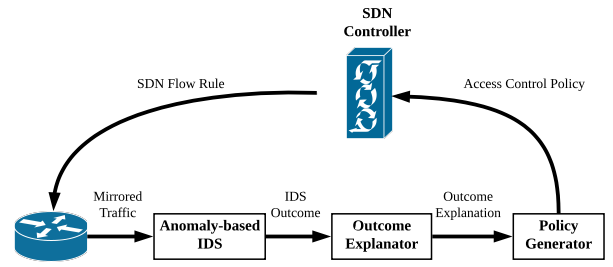 SDN
Controller
SDN Flow Rule
Access Control Policy
Mirrored
Traffic
IDS
Outcome
Outcome
Explanation
Anomaly-based
IDS
Outcome
Explanator
Policy
Generator